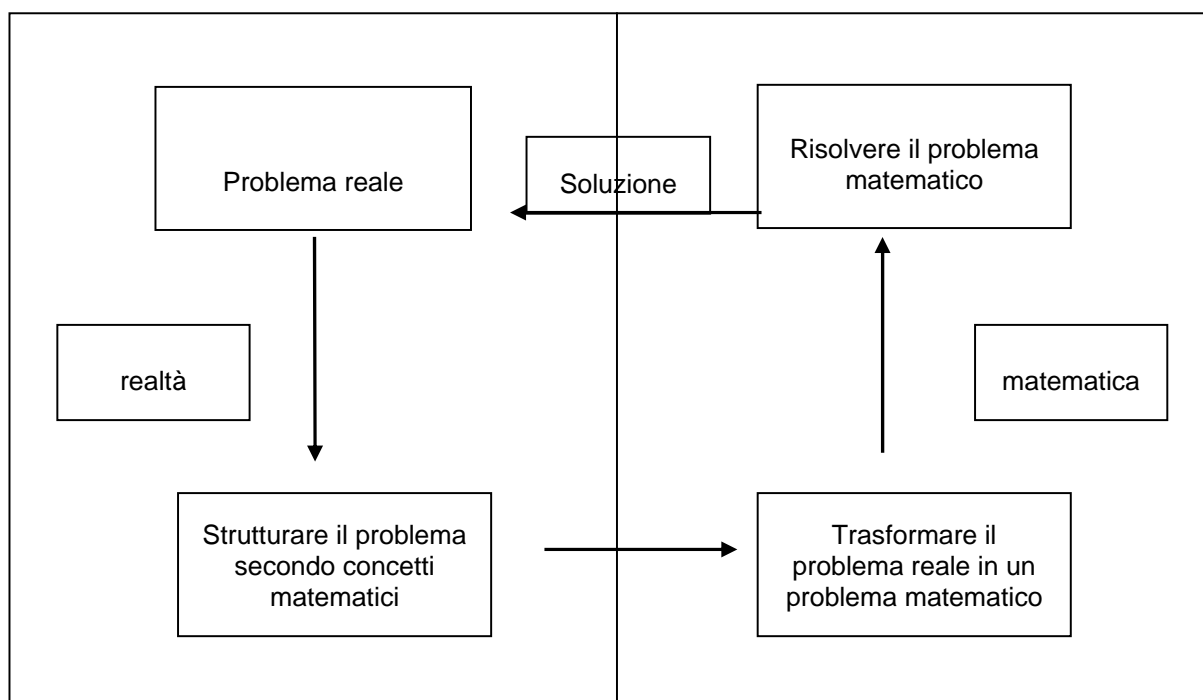 Problema reale
Soluzione
Risolvere il problema
matematico
realtà
matematica
Strutturare il problema
secondo concetti
matematici
Trasformare il
problema reale in un
problema matematico